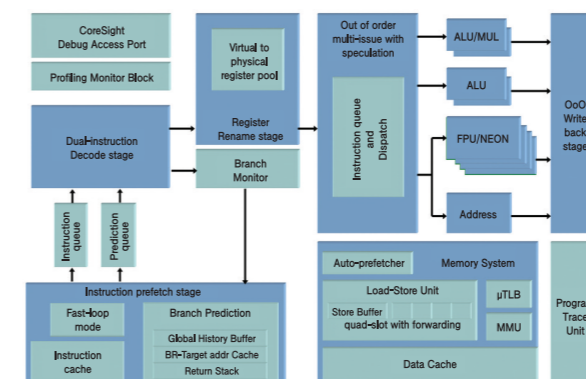 CoreSight
Debug Access Port
Profiling Monitor Block
Dual-instruction
Decode stage
Instruction
queue
Prediction
queue
Instruction prefetch stage
Fast-loop
mode
Instruction
cache
Branch Prediction
Global History Buffer
BR-Target addr Cache
Return Stack
Virtual to
physical
register pool
Register
Rename stage
Branch
Monitor
Out of order
multi-issue with
speculation
Instruction queue
and
Dispatch
ALU/MUL
ALU
FPU/NEON
Address
OoO
Write
back
stage
Auto-prefetcher
Memory System
Load-Store Unit
Store Buffer
quad-slot with forwarding
µTLB
MMU
Data Cache
Trace
Unit